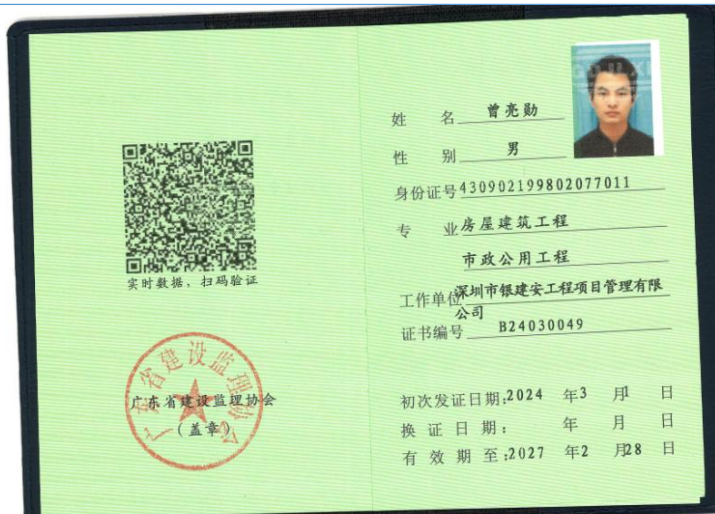 实时数据，扫码验证
广东省建设监理协会
广东省建设监理协会
（盖章）
姓 名 曾亮勋
性 别 男
身份证号 430902199802077011
专 业 房屋建筑工程
市政公用工程
工作单位 深圳市银建安工程项目管理有限
公司
证书编号 B24030049
初次发证日期：2024 年3 月1 日
换 证 日 期： 年 月 日
有 效 期 至：2027 年2 月28 日